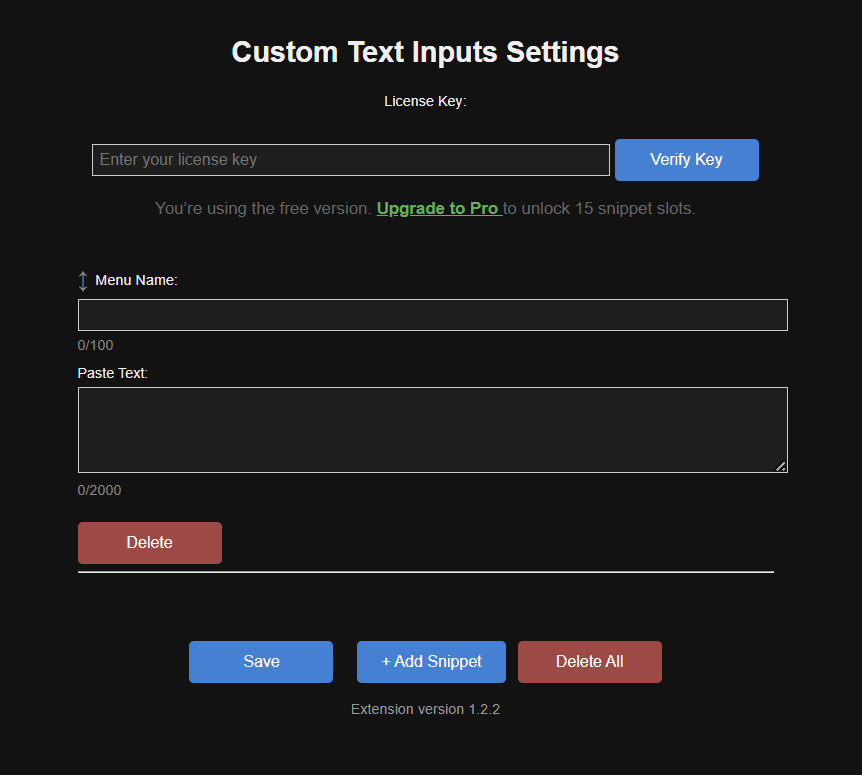 Custom Text Inputs Settings
License Key:
Enter your license key
Verify Key
You’re using the free version. Upgrade to Pro to unlock 15 snippet slots.
Menu Name:
0/100
Paste Text:
0/2000
Delete
Save
+ Add Snippet
Delete All
Extension version 1.2.2